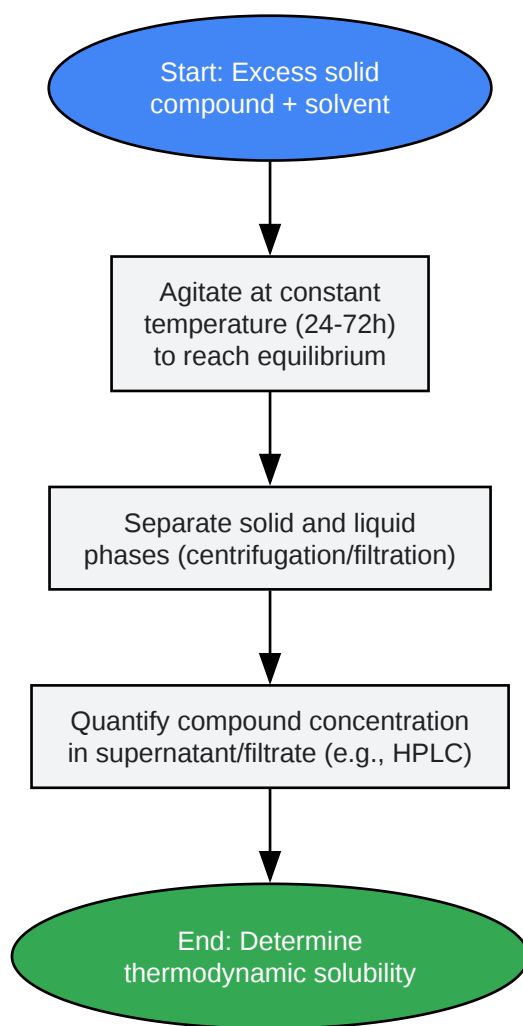 Start: Excess solid
compound + solvent
Agitate at constant
temperature (24-72h)
to reach equilibrium
Separate solid and liquid
phases (centrifugation/filtration)
Quantify compound concentration
in supernatant/filtrate (e.g., HPLC)
End: Determine
thermodynamic solubility